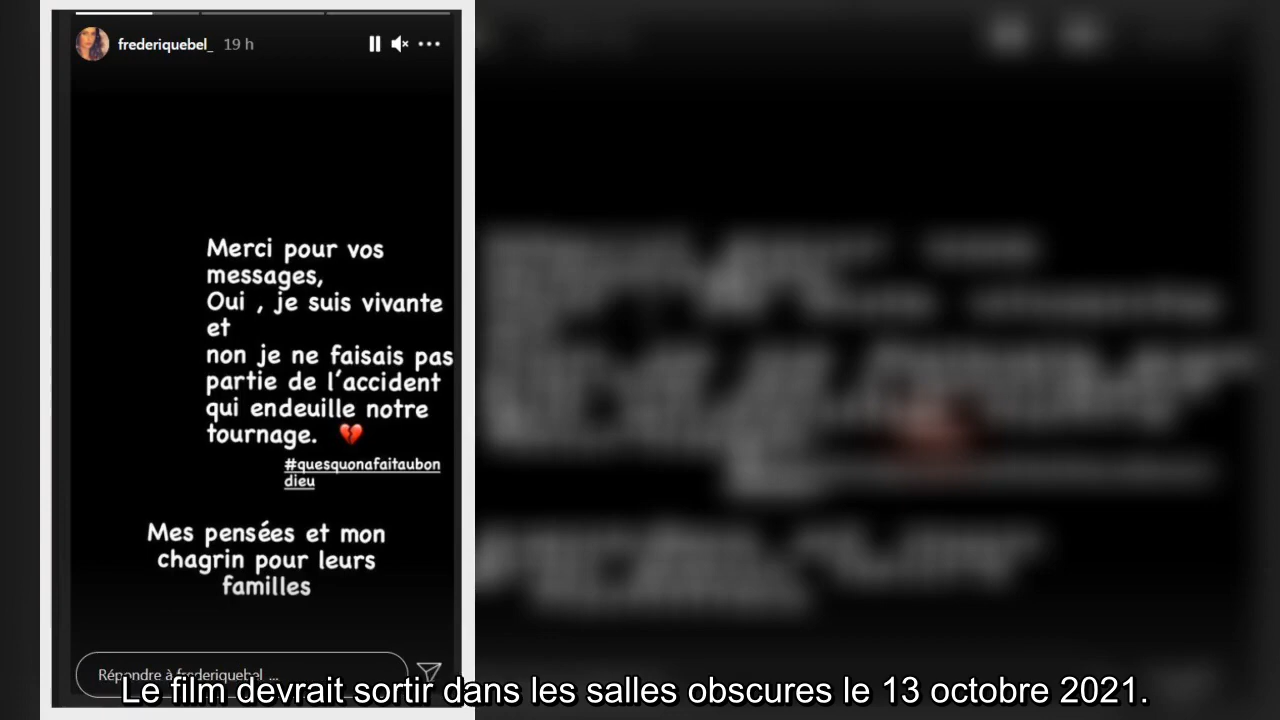 frederiquebel_ 19 h
Merci pour vos
messages,
Oui , je suis vivante
et
non je ne faisais pas
partie de l'accident
qui endeuille notre
tournage. 💔
#quesquonafaitaubon
dieu
Mes pensées et mon
chagrin pour leurs
familles
Répondre à frederiquebel_...
Le film devrait sortir dans les salles obscures le 13 octobre 2021.